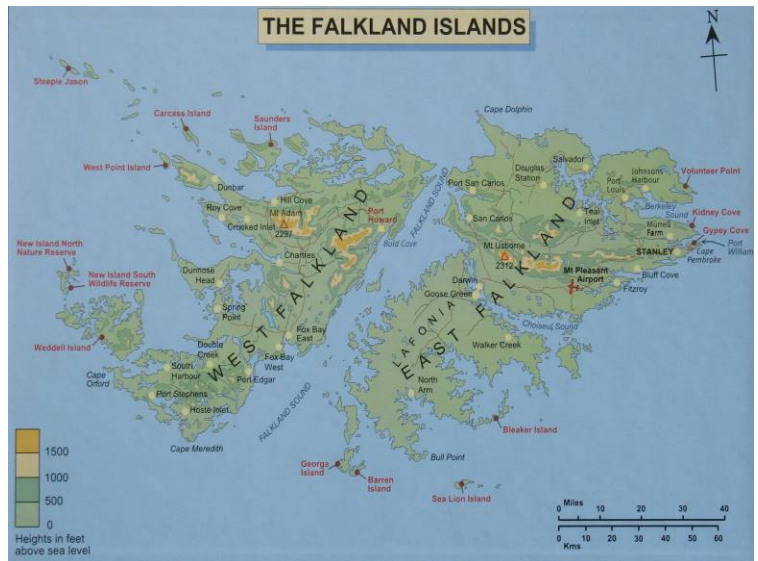 THE FALKLAND ISLANDS
N
Steeple Jason
Carcass Island
Saunders
Island
West Point Island
Cape Dolphin
Salvador
Douglas
Station
Port San Carlos
Port
Louis
Johnsons
Harbour
Volunteer Point
Berkeley
Sound
Kidney Cove
Gypsy Cove
Port
William
Cape
Pembroke
Murrell
Farm
STANLEY
Bluff Cove
Fitzroy
Teal
Inlet
San Carlos
Mt Usborne
2312
Mt Pleasant
Airport
FALKLAND SOUND
Dunbar
Roy Cove
Hill Cove
Mt Adam
2297
Crooked Inlet
Port
Howard
Bold Cove
Chartres
New Island North
Nature Reserve
New Island South
Wildlife Reserve
Dunnose
Head
Spring
Point
Weddell Island
WEST FALKLAND
EAST FALKLAND
LAFONIA
Darwin
Goose Green
Choiseul Sound
Walker Creek
North
Arm
Fox Bay
East
Fox Bay
West
Double
Creek
South
Harbour
Port Edgar
Port Stephens
Hoste Inlet
Cape
Orford
Cape Meredith
FALKLAND SOUND
Bleaker Island
Bull Point
George
Island
Barren
Island
Sea Lion Island
1500
1000
500
0
Heights in feet
above sea level
Miles
0 10 20 30 40
0 10 20 30 40 50 60
Kms